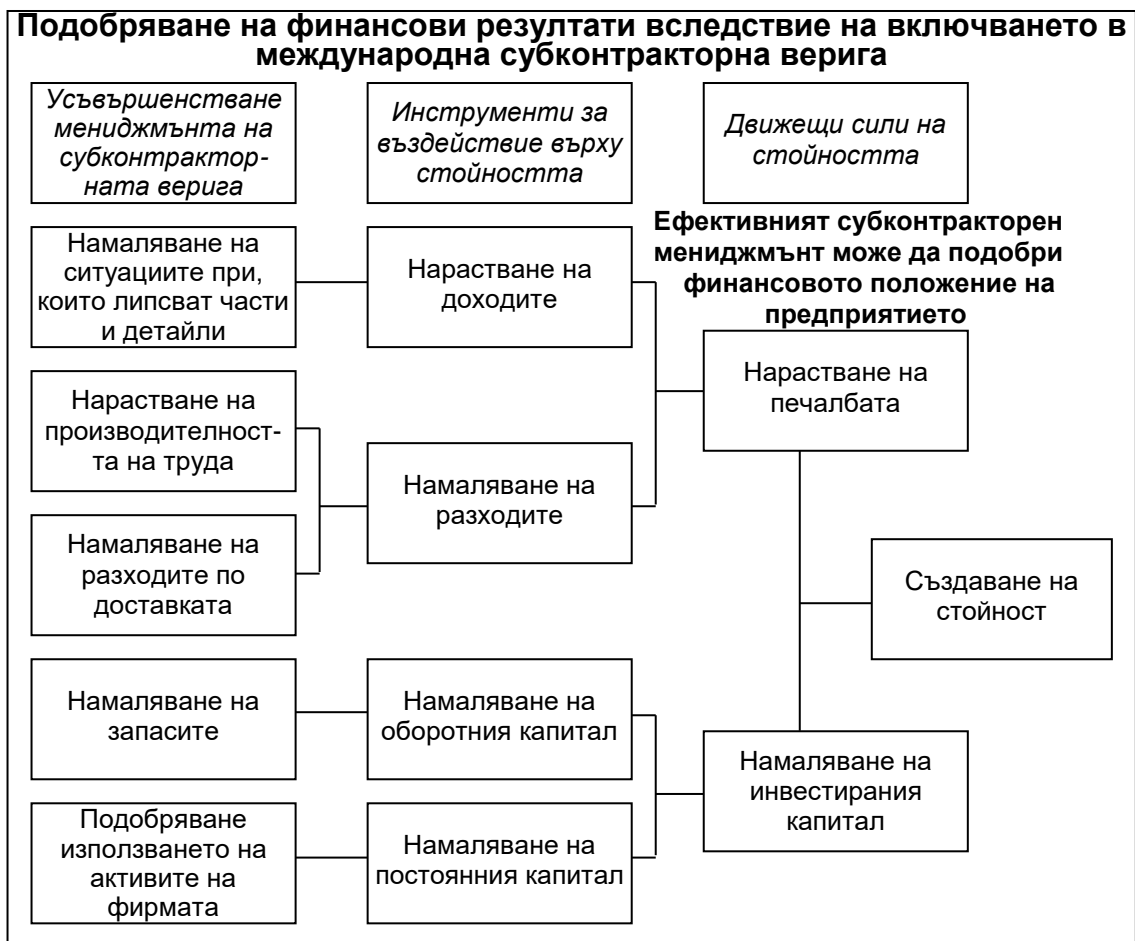 Подобряване на финансови резултати вследствие на включването в
международна субконтракторна верига
Усъвършенстване
мениджмънта на
субконтрактор-
ната верига
Инструменти за
въздействие върху
стойността
Движещи сили на
стойността
Ефективният субконтракторен
мениджмънт може да подобри
финансовото положение на
предприятието
Намаляване на
ситуациите при,
които липсват части
и детайли
Нарастване на
доходите
Нарастване на
печалбата
Нарастване на
производителност-
та на труда
Намаляване на
разходите
Намаляване на
разходите по
доставката
Създаване на
стойност
Намаляване на
запасите
Намаляване на
оборотния капитал
Намаляване на
инвестирания
капитал
Подобряване
използването на
активите на
фирмата
Намаляване на
постоянния капитал